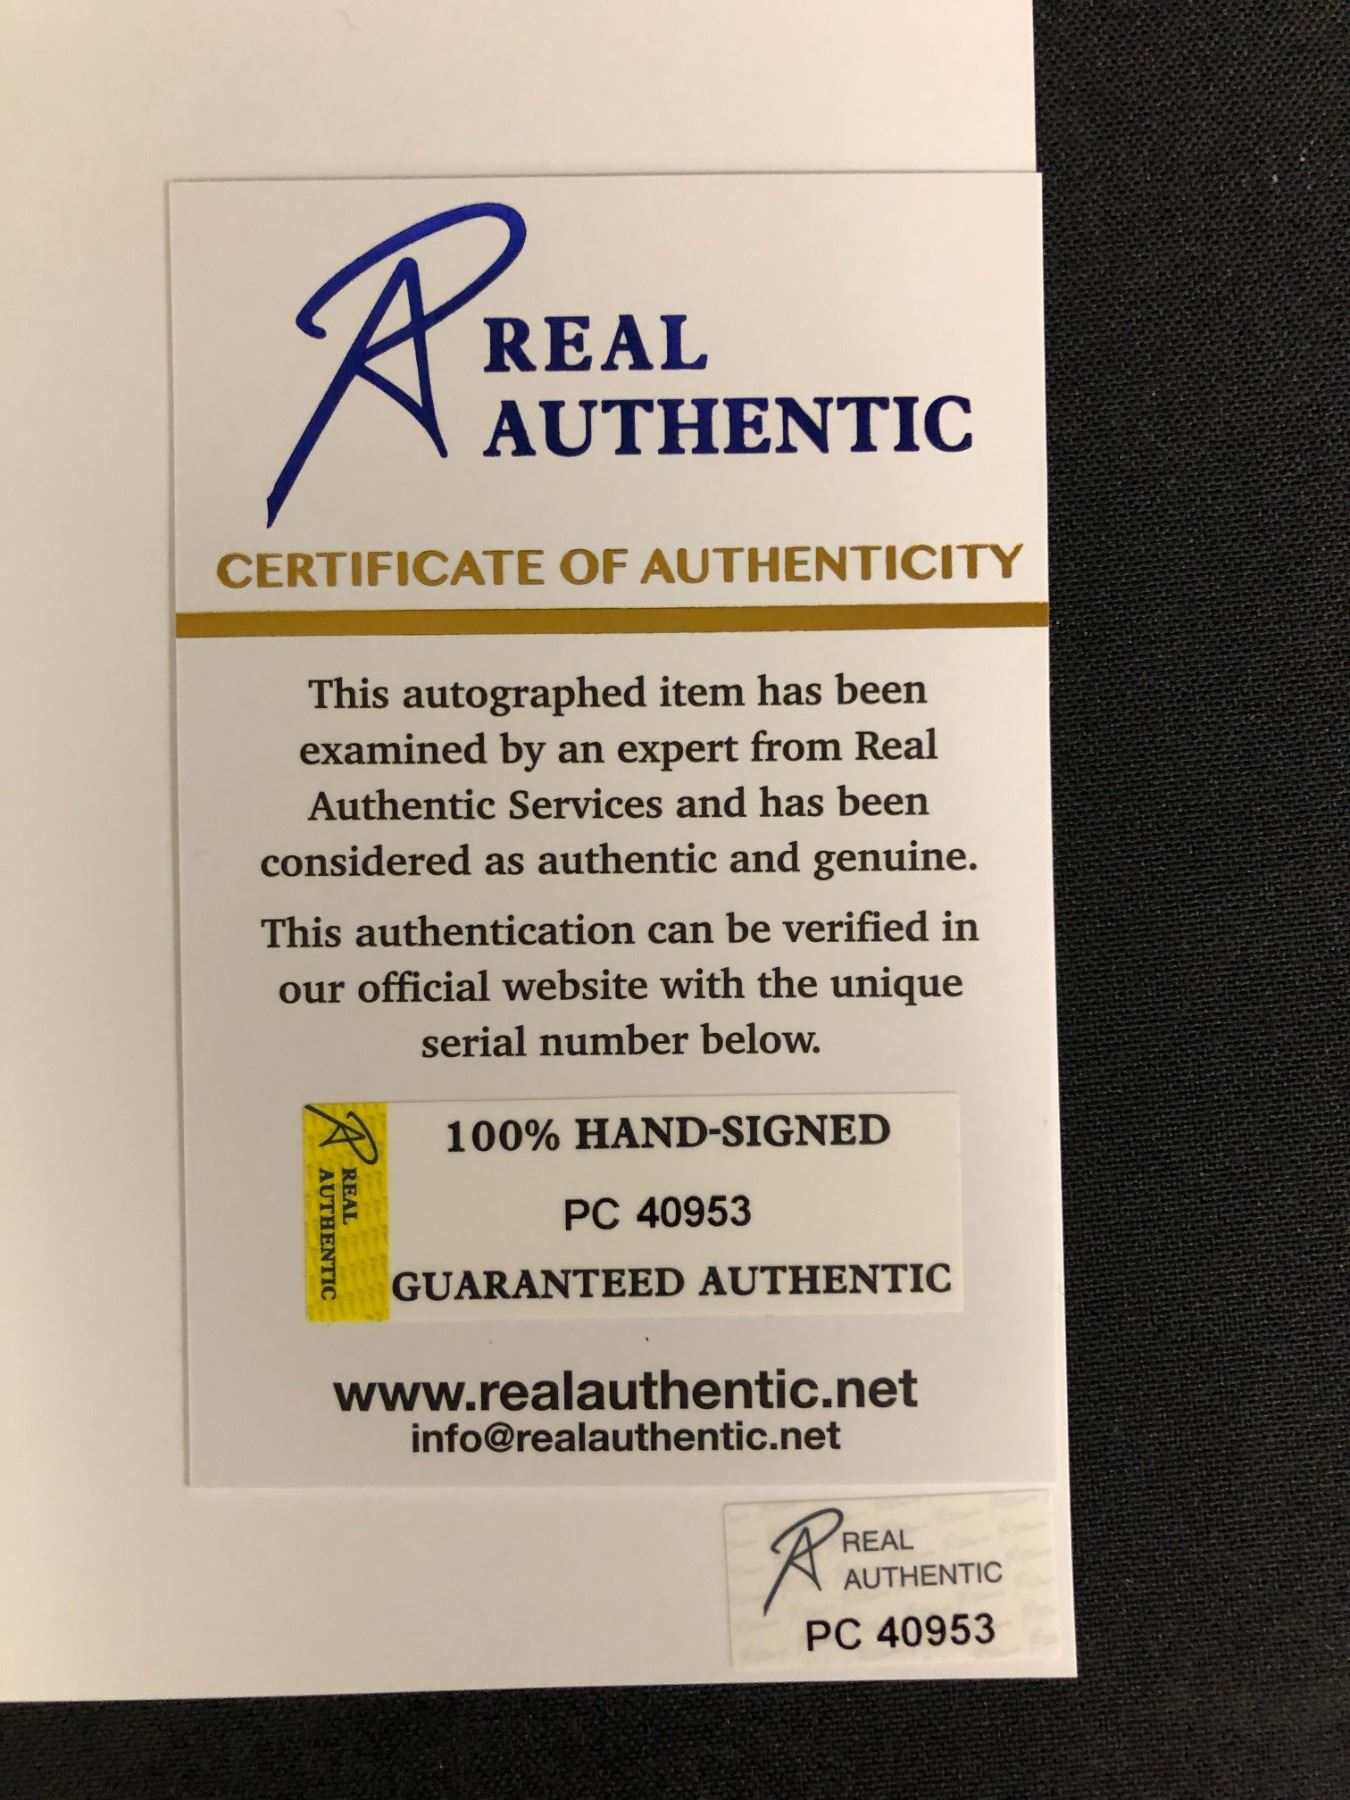 REAL
AUTHENTIC
CERTIFICATE OF AUTHENTICITY
This autographed item has been
examined by an expert from Real
Authentic Services and has been
considered as authentic and genuine.
This authentication can be verified in
our official website with the unique
serial number below.
REAL
AUTHENTIC
100% HAND-SIGNED
PC 40953
GUARANTEED AUTHENTIC
www.realauthentic.net
info@realauthentic.net
REAL
AUTHENTIC
PC 40953